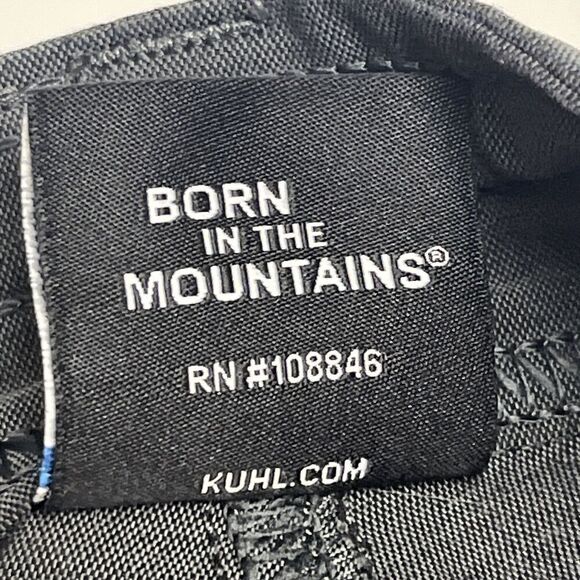 BORN
IN THE
MOUNTAINS®
RN #108846
KUHL.COM